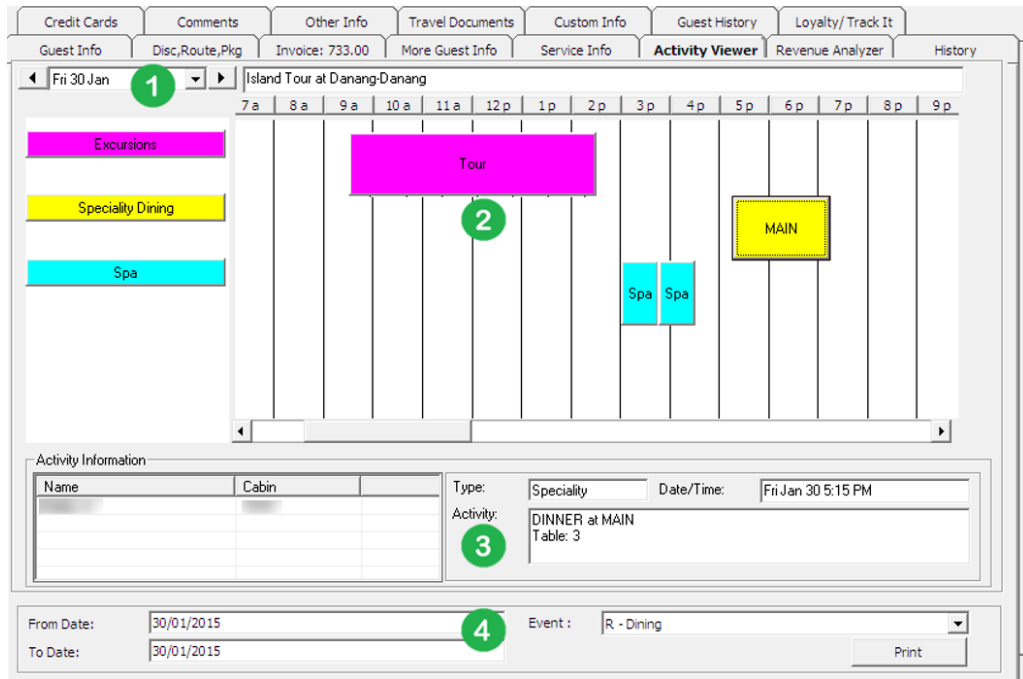 Credit Cards Comments Other Info Travel Documents Custom Info Guest History Loyalty/ Track It
Guest Info Disc,Route,Pkg Invoice: 733.00 More Guest Info Service Info Activity Viewer Revenue Analyzer History
Fri 30 Jan 1 Island Tour at Danang-Danang
7 a 8 a 9 a 10 a 11 a 12 p 1 p 2 p 3 p 4 p 5 p 6 p 7 p 8 p 9 p
Excursions Tour
Speciality Dining 2 MAIN
Spa Spa Spa
Activity Information
Name Cabin Type: Speciality Date/Time: Fri Jan 30 5:15 PM
Activity: DINNER at MAIN
3 Table: 3
From Date: 30/01/2015 4 Event : R - Dining
To Date: 30/01/2015 Print